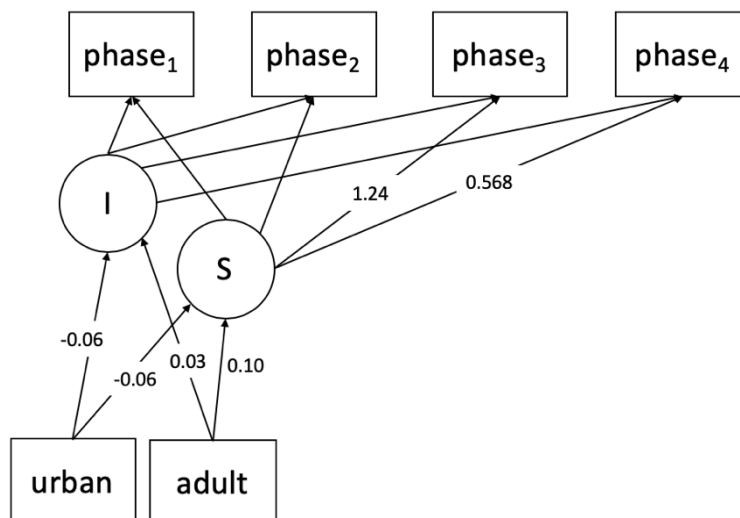 phase₁ phase₂ phase₃ phase₄
I
1.24 0.568
S
-0.06 -0.06 0.03 0.10
urban adult